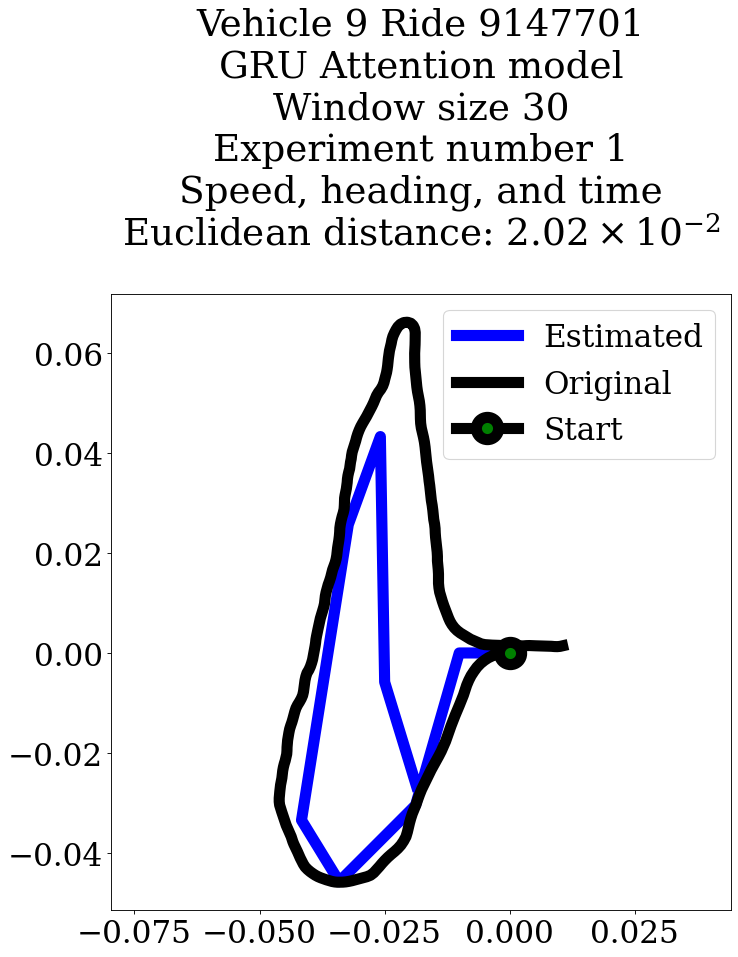 Vehicle 9 Ride 9147701
GRU Attention model
Window size 30
Experiment number 1
Speed, heading, and time
Euclidean distance: 2.02 × 10⁻²
Estimated
Original
Start
0.06
0.04
0.02
0.00
−0.02
−0.04
−0.075 −0.050 −0.025 0.000 0.025